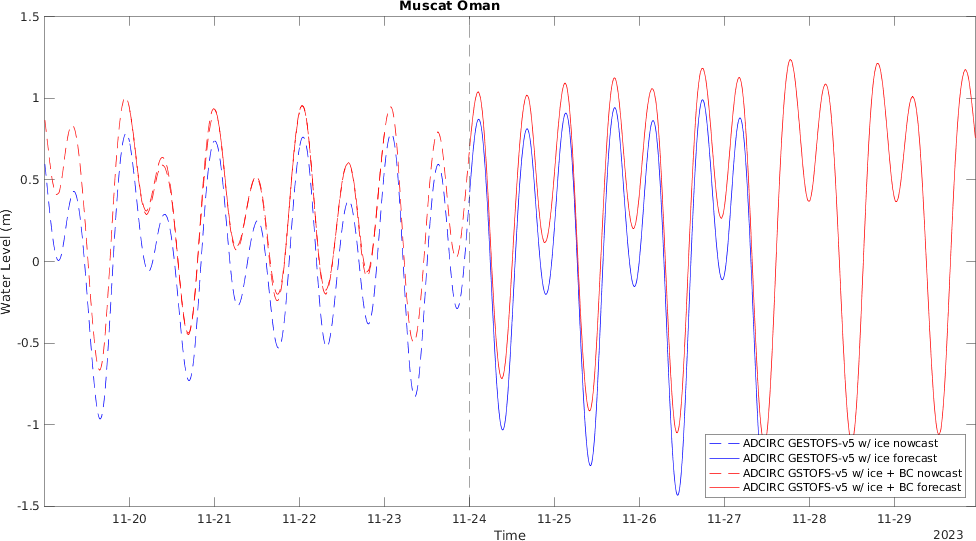 Muscat Oman
Water Level (m)
1.5
1
0.5
0
-0.5
-1
-1.5
11-20
11-21
11-22
11-23
11-24
11-25
11-26
11-27
11-28
11-29
Time
2023
ADCIRC GESTOFS-v5 w/ ice nowcast
ADCIRC GESTOFS-v5 w/ ice forecast
ADCIRC GSTOFS-v5 w/ ice + BC nowcast
ADCIRC GSTOFS-v5 w/ ice + BC forecast